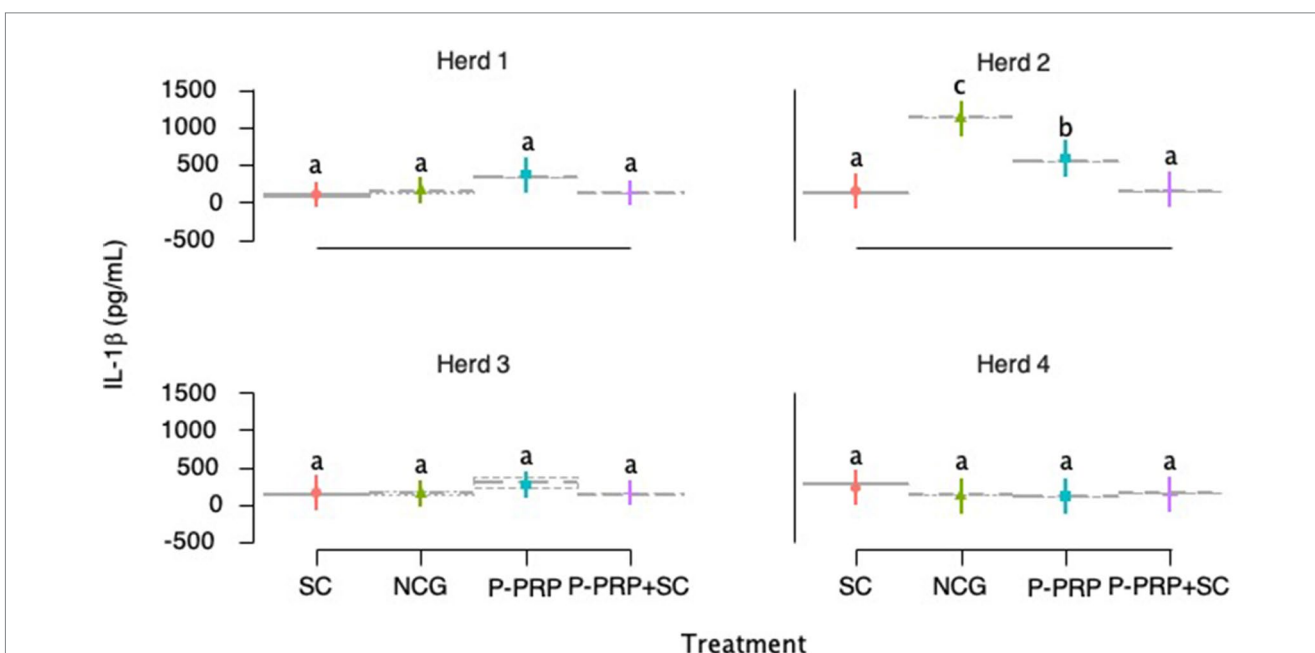 Herd 1
Herd 2
1500
1000
500
0
-500
a
a
a
a
a
c
b
a
IL-1β (pg/mL)
Herd 3
Herd 4
1500
1000
500
0
-500
a
a
a
a
a
a
a
a
SC NCG P-PRP P-PRP+SC
SC NCG P-PRP P-PRP+SC
Treatment